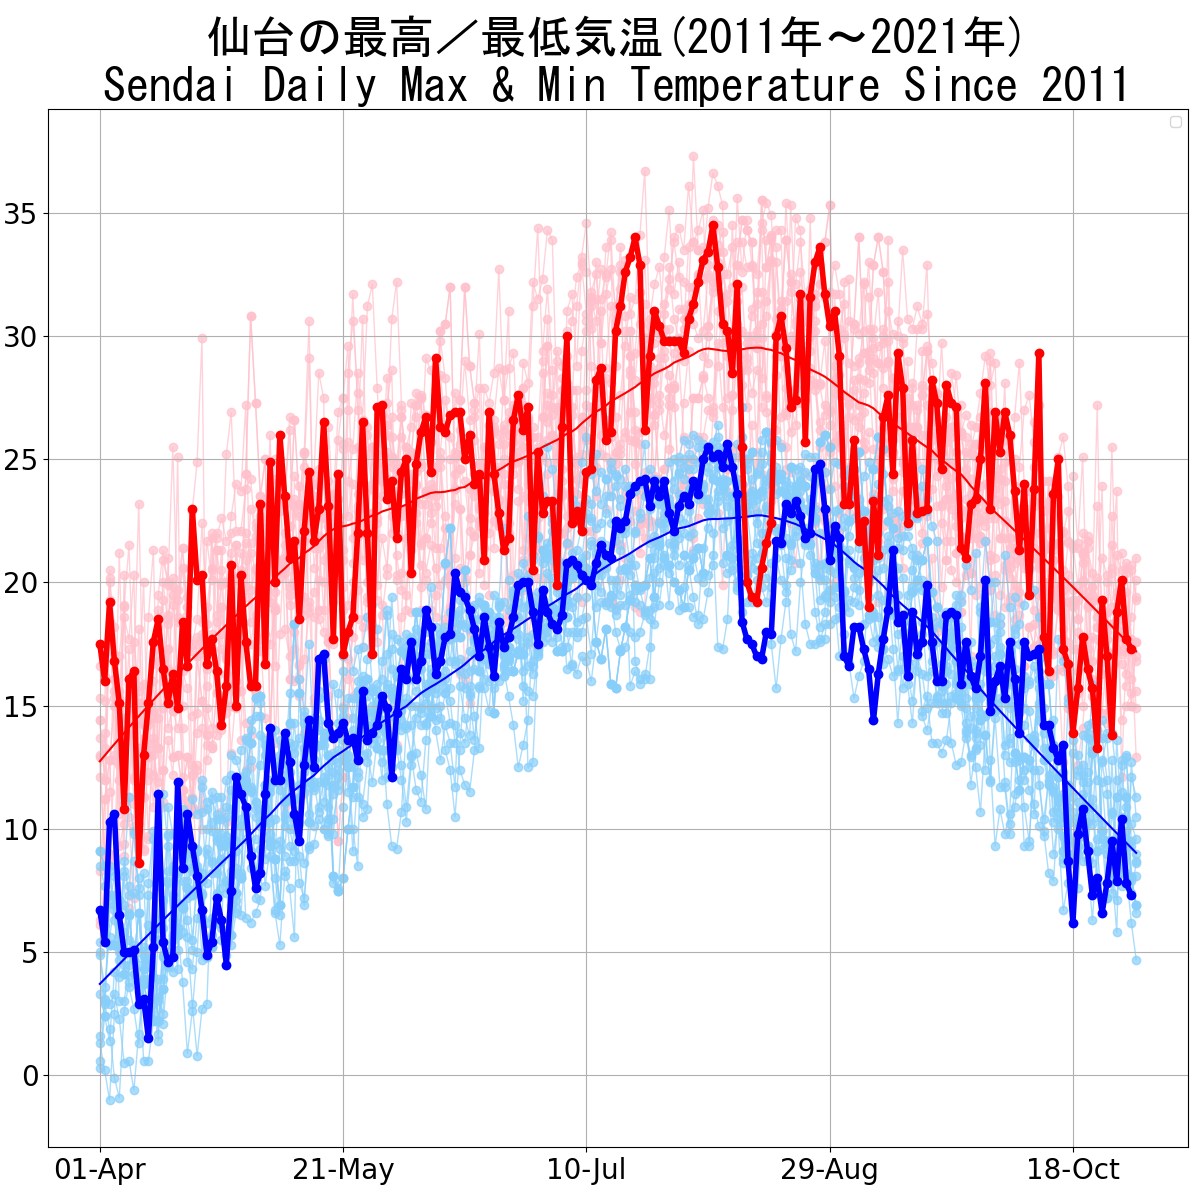 仙台の最高／最低気温(2011年～2021年)
Sendai Daily Max & Min Temperature Since 2011
35
30
25
20
15
10
5
0
01-Apr 21-May 10-Jul 29-Aug 18-Oct